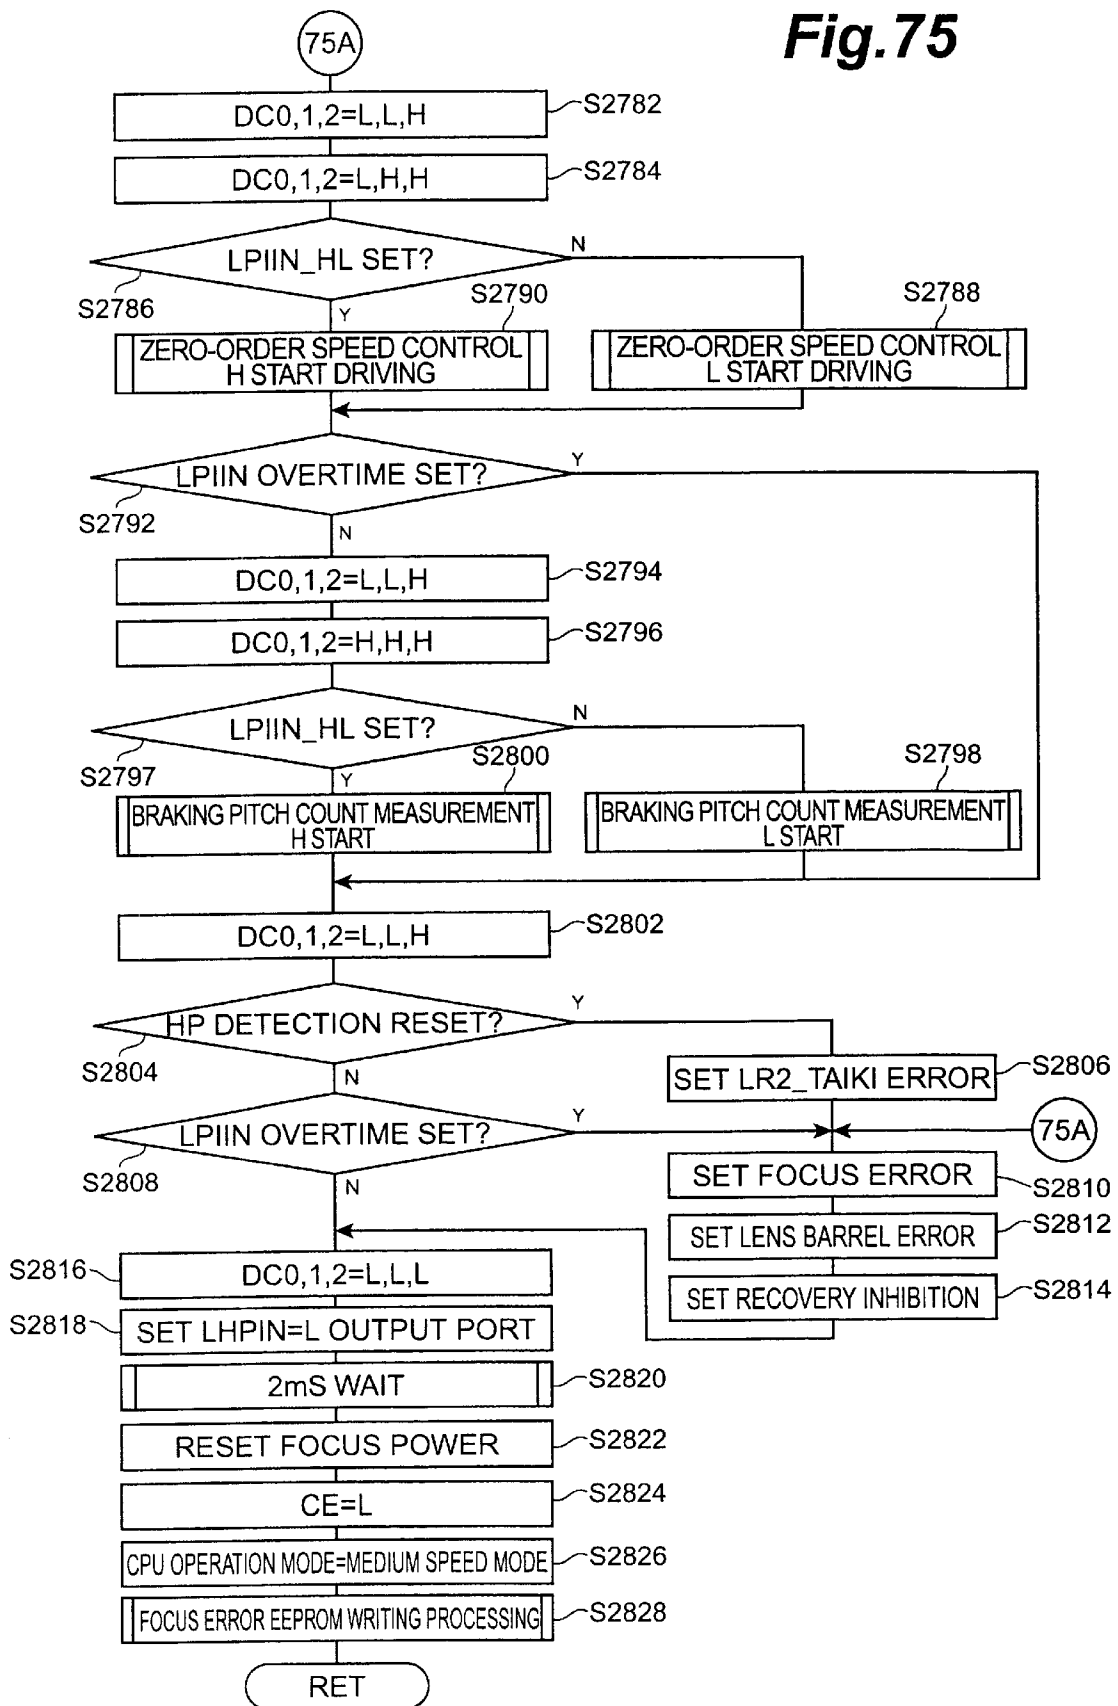 Fig.75
75A
DC0,1,2=L,L,H
S2782
DC0,1,2=L,H,H
S2784
LPIIN_HL SET?
N
S2786
Y
S2790
S2788
ZERO-ORDER SPEED CONTROL
H START DRIVING
ZERO-ORDER SPEED CONTROL
L START DRIVING
LPIIN OVERTIME SET?
Y
S2792
N
DC0,1,2=L,L,H
S2794
DC0,1,2=H,H,H
S2796
LPIIN_HL SET?
N
S2797
Y
S2800
S2798
BRAKING PITCH COUNT MEASUREMENT
H START
BRAKING PITCH COUNT MEASUREMENT
L START
DC0,1,2=L,L,H
S2802
HP DETECTION RESET?
Y
S2804
N
SET LR2_TAIKI ERROR
S2806
LPIIN OVERTIME SET?
Y
75A
S2808
N
SET FOCUS ERROR
S2810
SET LENS BARREL ERROR
S2812
SET RECOVERY INHIBITION
S2814
S2816
DC0,1,2=L,L,L
S2818
SET LHPIN=L OUTPUT PORT
2mS WAIT
S2820
RESET FOCUS POWER
S2822
CE=L
S2824
CPU OPERATION MODE=MEDIUM SPEED MODE
S2826
FOCUS ERROR EEPROM WRITING PROCESSING
S2828
RET